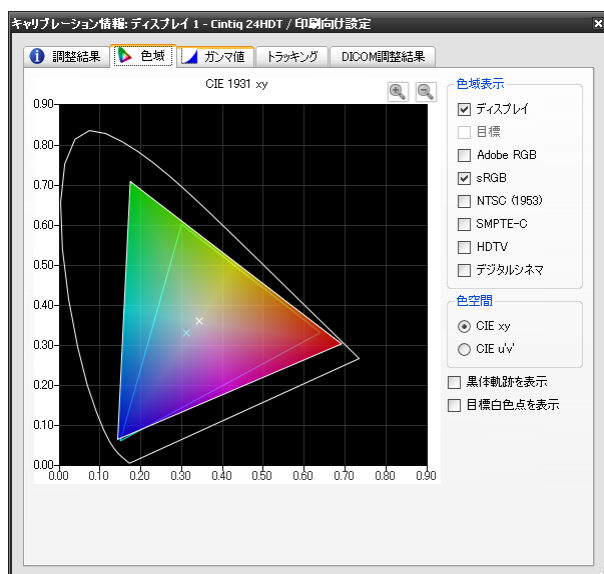 キャリブレーション情報: ディスプレイ 1 - Cintiq 24HDT / 印刷向け設定
調整結果
色域
ガンマ値
トラッキング
DICOM調整結果
CIE 1931 xy
0.90
0.80
0.70
0.60
0.50
0.40
0.30
0.20
0.10
0.00
0.00 0.10 0.20 0.30 0.40 0.50 0.60 0.70 0.80 0.90
色域表示
ディスプレイ
目標
Adobe RGB
sRGB
NTSC (1953)
SMPTE-C
HDTV
デジタルシネマ
色空間
CIE xy
CIE u'v'
黒体軌跡を表示
目標白色点を表示